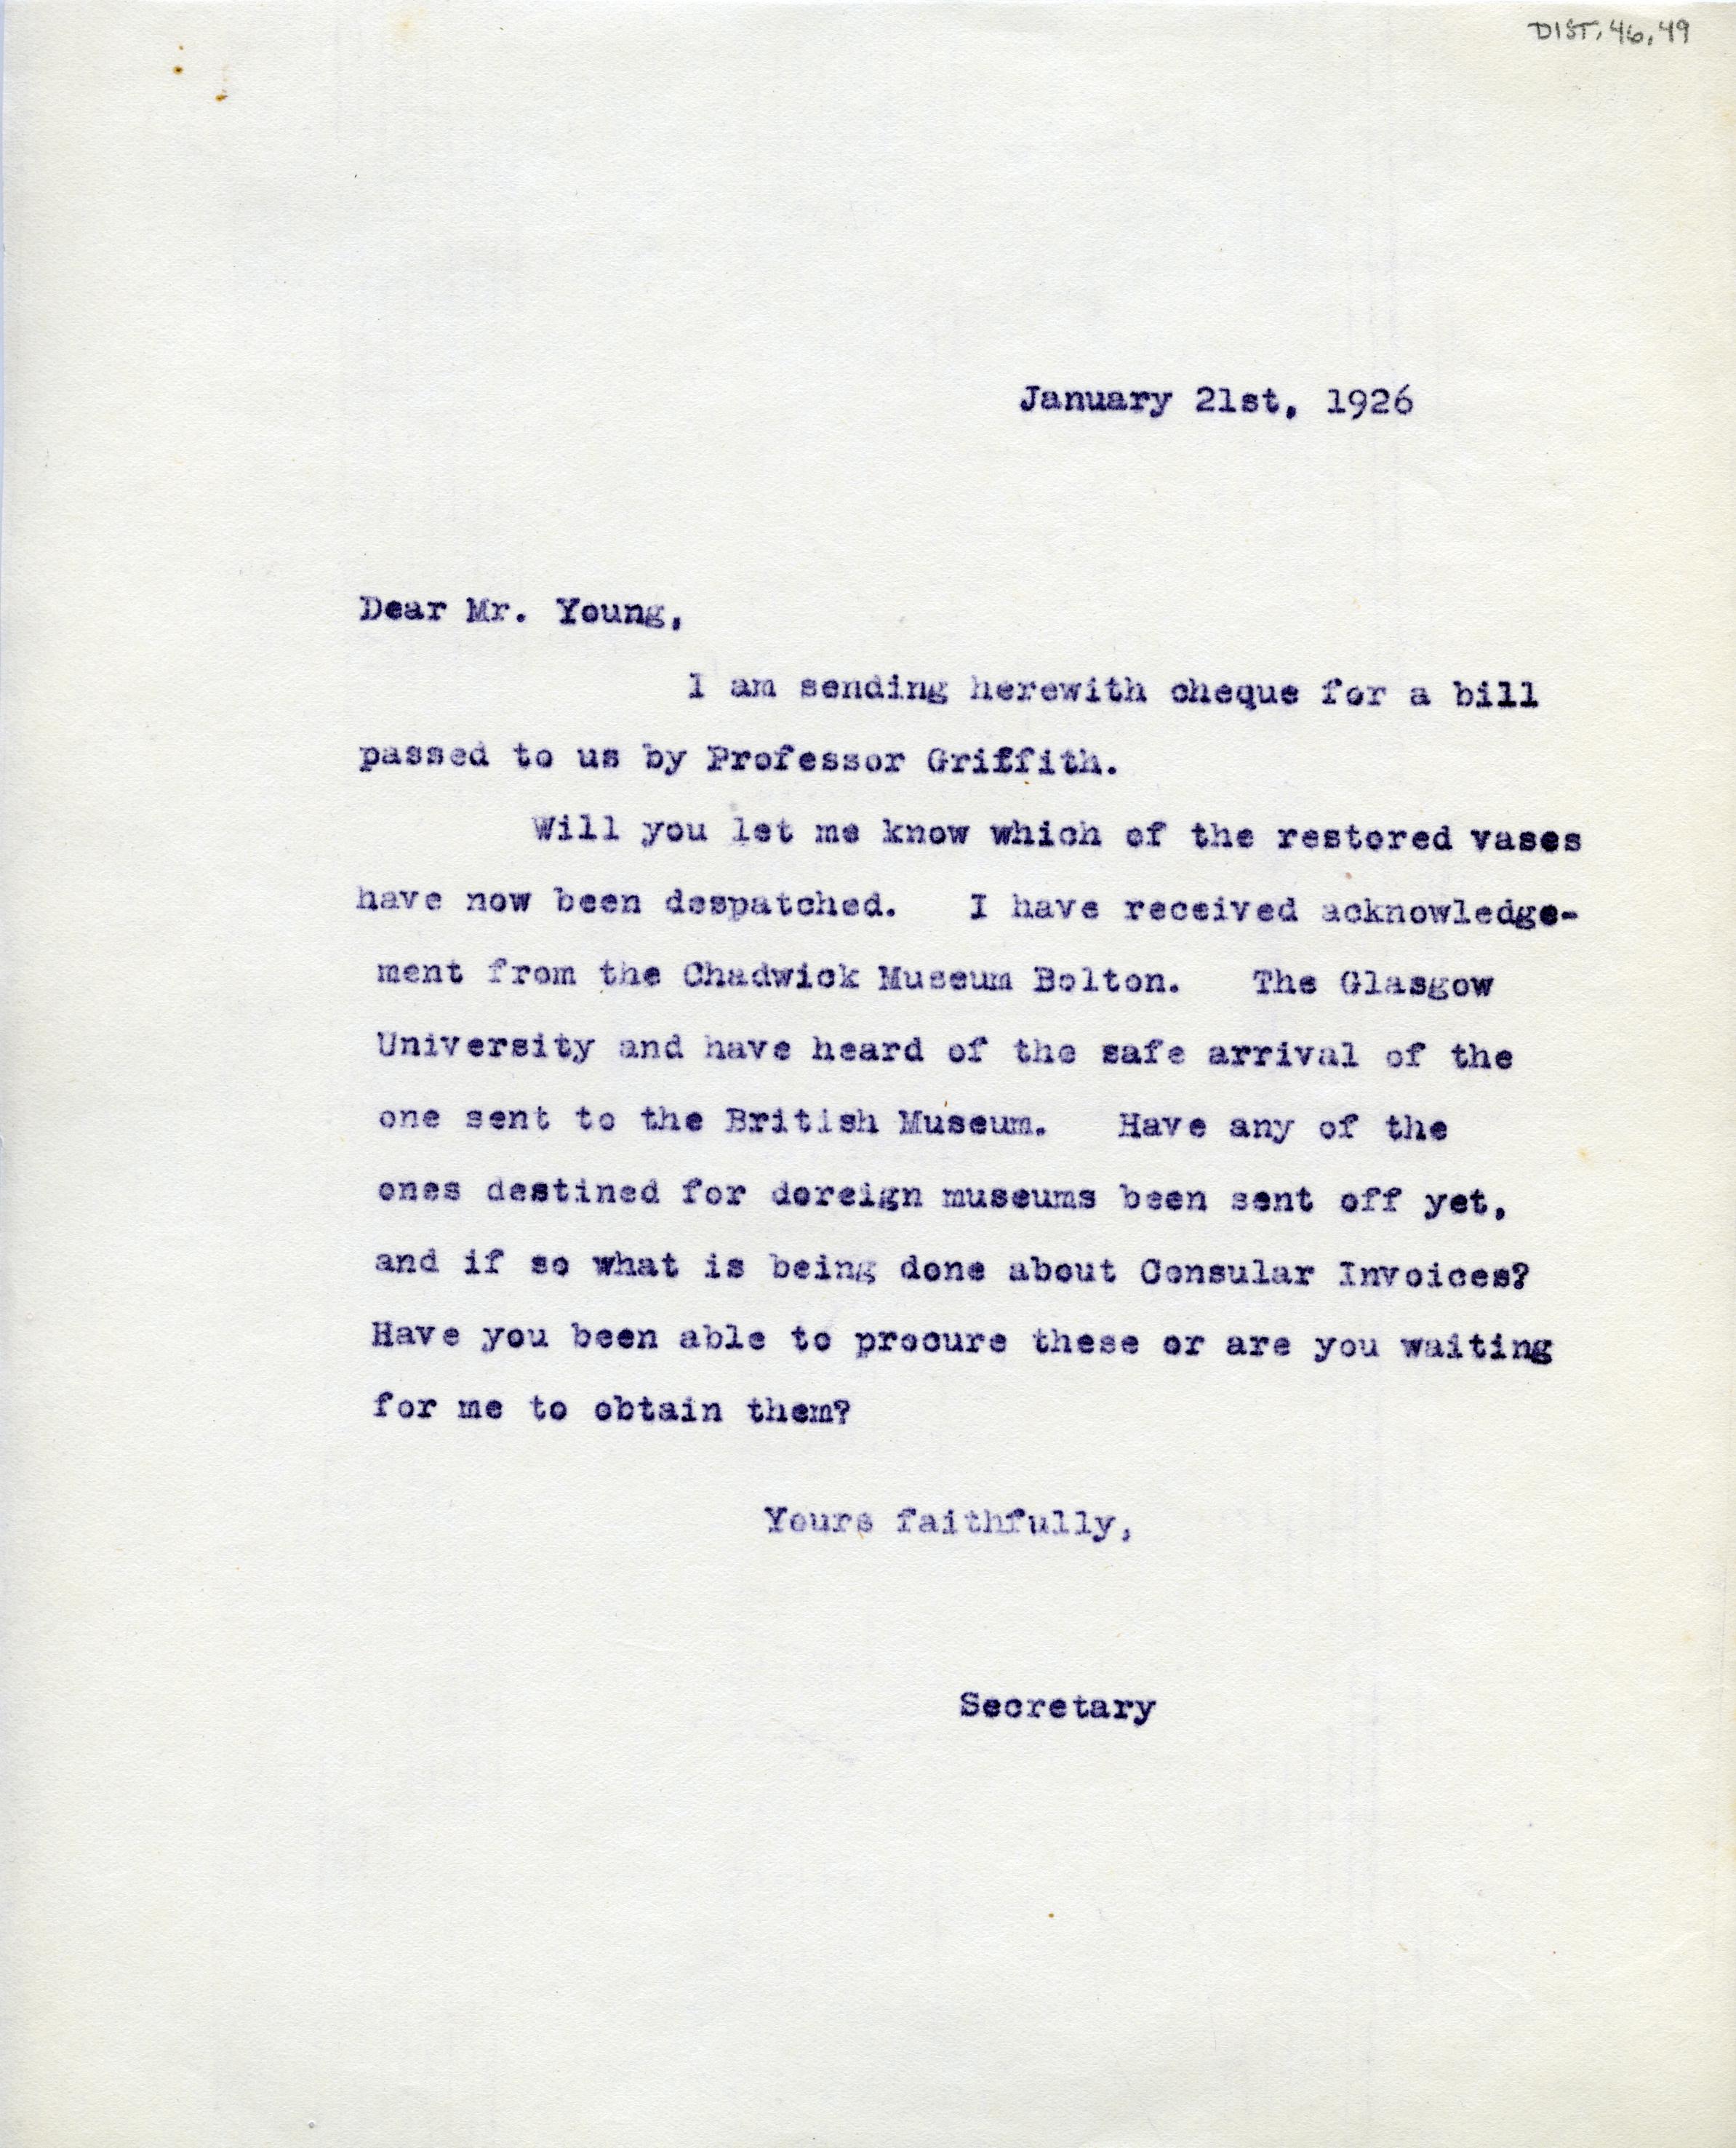 DIST.46.49
January 21st, 1926
Dear Mr. Young,
I am sending herewith cheque for a bill
passed to us by Professor Griffith.
Will you let me know which of the restored vases
have now been despatched. I have received acknowledge-
ment from the Chadwick Museum Bolton. The Glasgow
University and have heard of the safe arrival of the
one sent to the British Museum. Have any of the
ones destined for doreign museums been sent off yet,
and if so what is being done about Consular Invoices?
Have you been able to procure these or are you waiting
for me to obtain them?
Yours faithfully,
Secretary